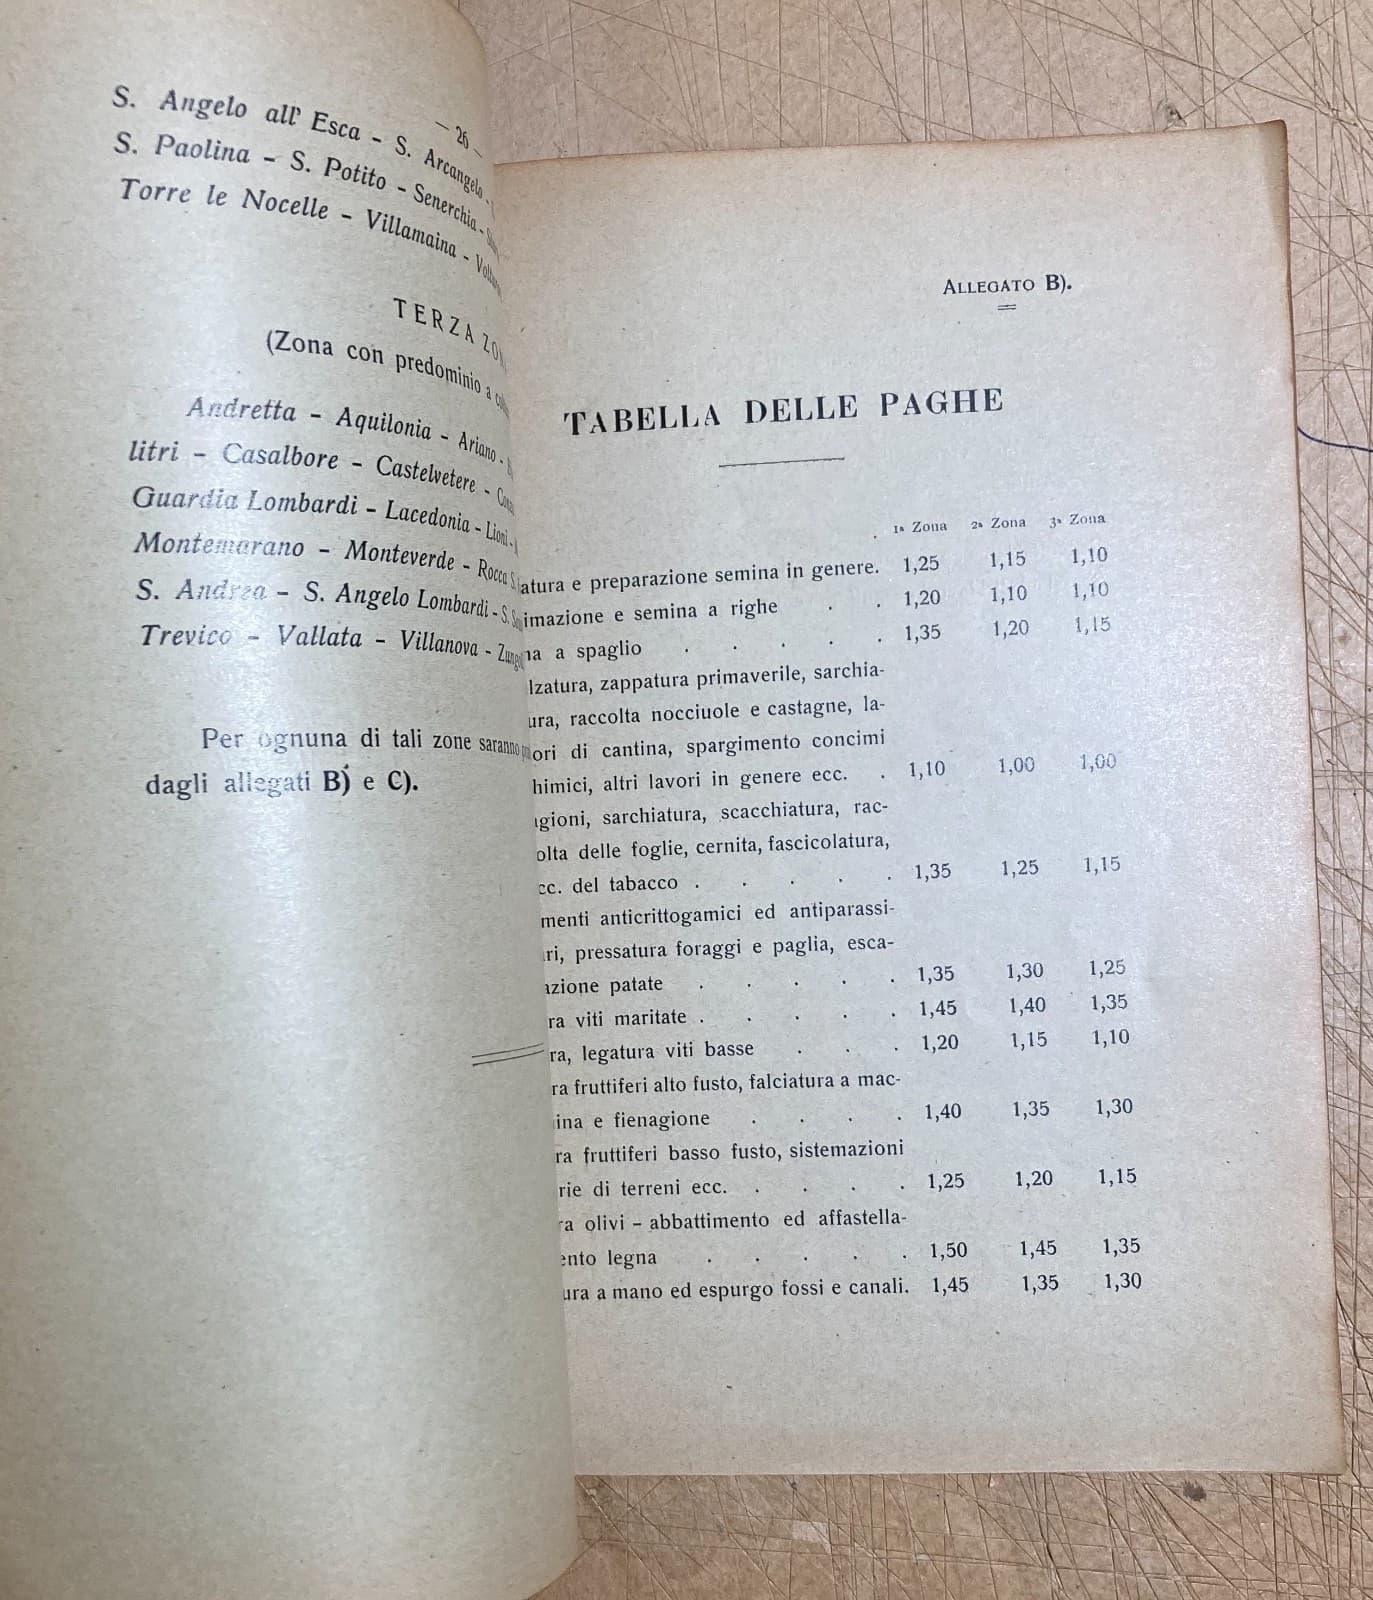 — 26 —
S. Angelo all' Esca - S. Arcangelo -
S. Paolina - S. Potito - Senerchia -
Torre le Nocelle - Villamaina -
TERZA
(Zona con predominio a
Andretta - Aquilonia - Ariano -
litri - Casalbore - Castelvetere -
Guardia Lombardi - Lacedonia - Lioni -
Montemarano - Monteverde - Rocca S.
S. Andrea - S. Angelo Lombardi - S.
Trevico - Vallata - Villanova -
Per ognuna di tali zone saranno
dagli allegati B) e C).
ALLEGATO B).
TABELLA DELLE PAGHE
1ª Zona 2ª Zona 3ª Zona
atura e preparazione semina in genere. 1,25 1,15 1,10
imazione e semina a righe . . 1,20 1,10 1,10
na a spaglio . . . . . 1,35 1,20 1,15
lzatura, zappatura primaverile, sarchia-
ura, raccolta nocciuole e castagne, la-
ori di cantina, spargimento concimi
himici, altri lavori in genere ecc. . 1,10 1,00 1,00
gioni, sarchiatura, scacchiatura, rac-
olta delle foglie, cernita, fascicolatura,
cc. del tabacco . . . . . 1,35 1,25 1,15
menti anticrittogamici ed antiparassi-
ri, pressatura foraggi e paglia, esca-
azione patate . . . . . 1,35 1,30 1,25
ra viti maritate . . . . . 1,45 1,40 1,35
ra, legatura viti basse . . . 1,20 1,15 1,10
ra fruttiferi alto fusto, falciatura a mac-
ina e fienagione . . . . 1,40 1,35 1,30
ra fruttiferi basso fusto, sistemazioni
rie di terreni ecc. . . . . 1,25 1,20 1,15
ra olivi - abbattimento ed affastella-
ento legna . . . . . 1,50 1,45 1,35
ura a mano ed espurgo fossi e canali. 1,45 1,35 1,30